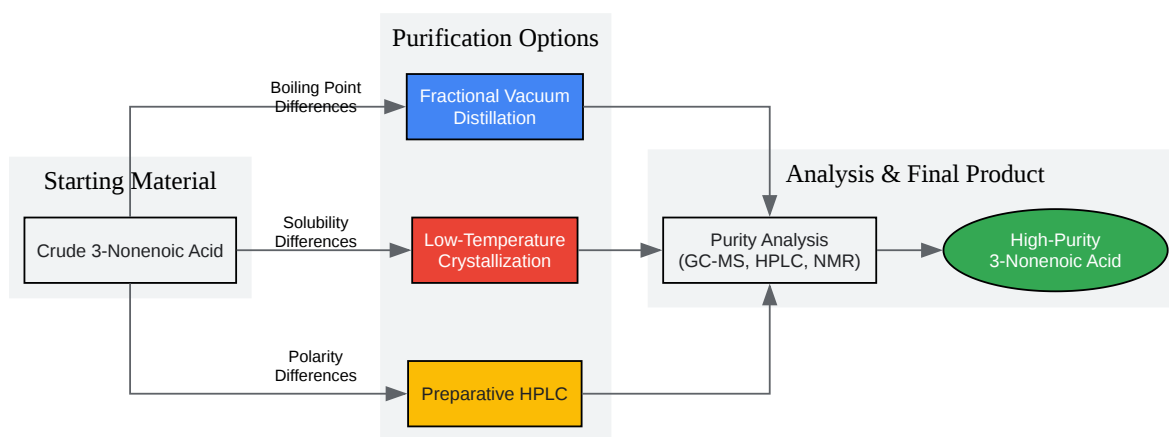 Purification Options
Boiling Point
Differences
Fractional Vacuum
Distillation
Starting Material
Crude 3-Nonenoic Acid
Solubility
Differences
Low-Temperature
Crystallization
Polarity
Differences
Preparative HPLC
Analysis & Final Product
Purity Analysis
(GC-MS, HPLC, NMR)
High-Purity
3-Nonenoic Acid